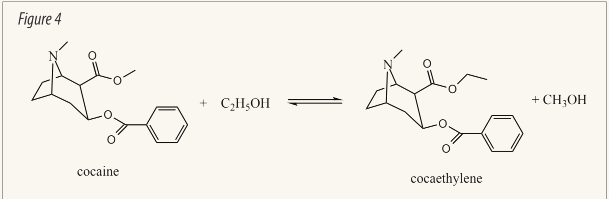 Figure 4
N
O
O
O
O
+ C₂H₅OH
cocaine
N
O
O
O
O
+ CH₃OH
cocaethylene